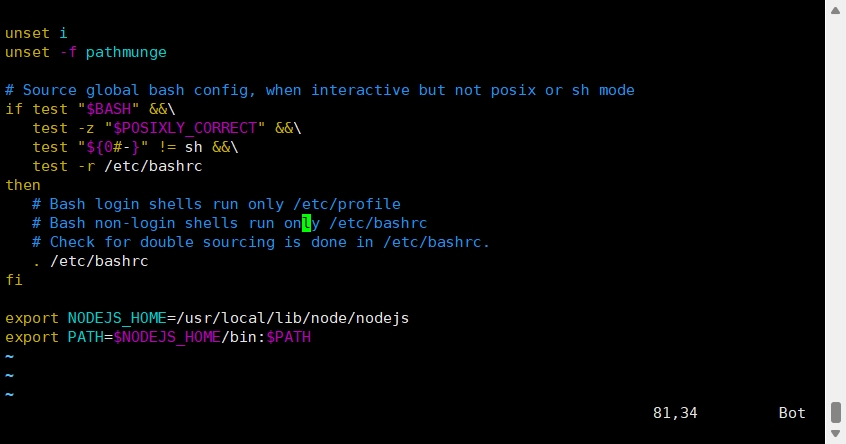 unset i
unset -f pathmunge

# Source global bash config, when interactive but not posix or sh mode
if test "$BASH" &&\
   test -z "$POSIXLY_CORRECT" &&\
   test "${0#-}" != sh &&\
   test -r /etc/bashrc
then
   # Bash login shells run only /etc/profile
   # Bash non-login shells run only /etc/bashrc
   # Check for double sourcing is done in /etc/bashrc.
   . /etc/bashrc
fi

export NODEJS_HOME=/usr/local/lib/node/nodejs
export PATH=$NODEJS_HOME/bin:$PATH
~
~
~
81,34 Bot